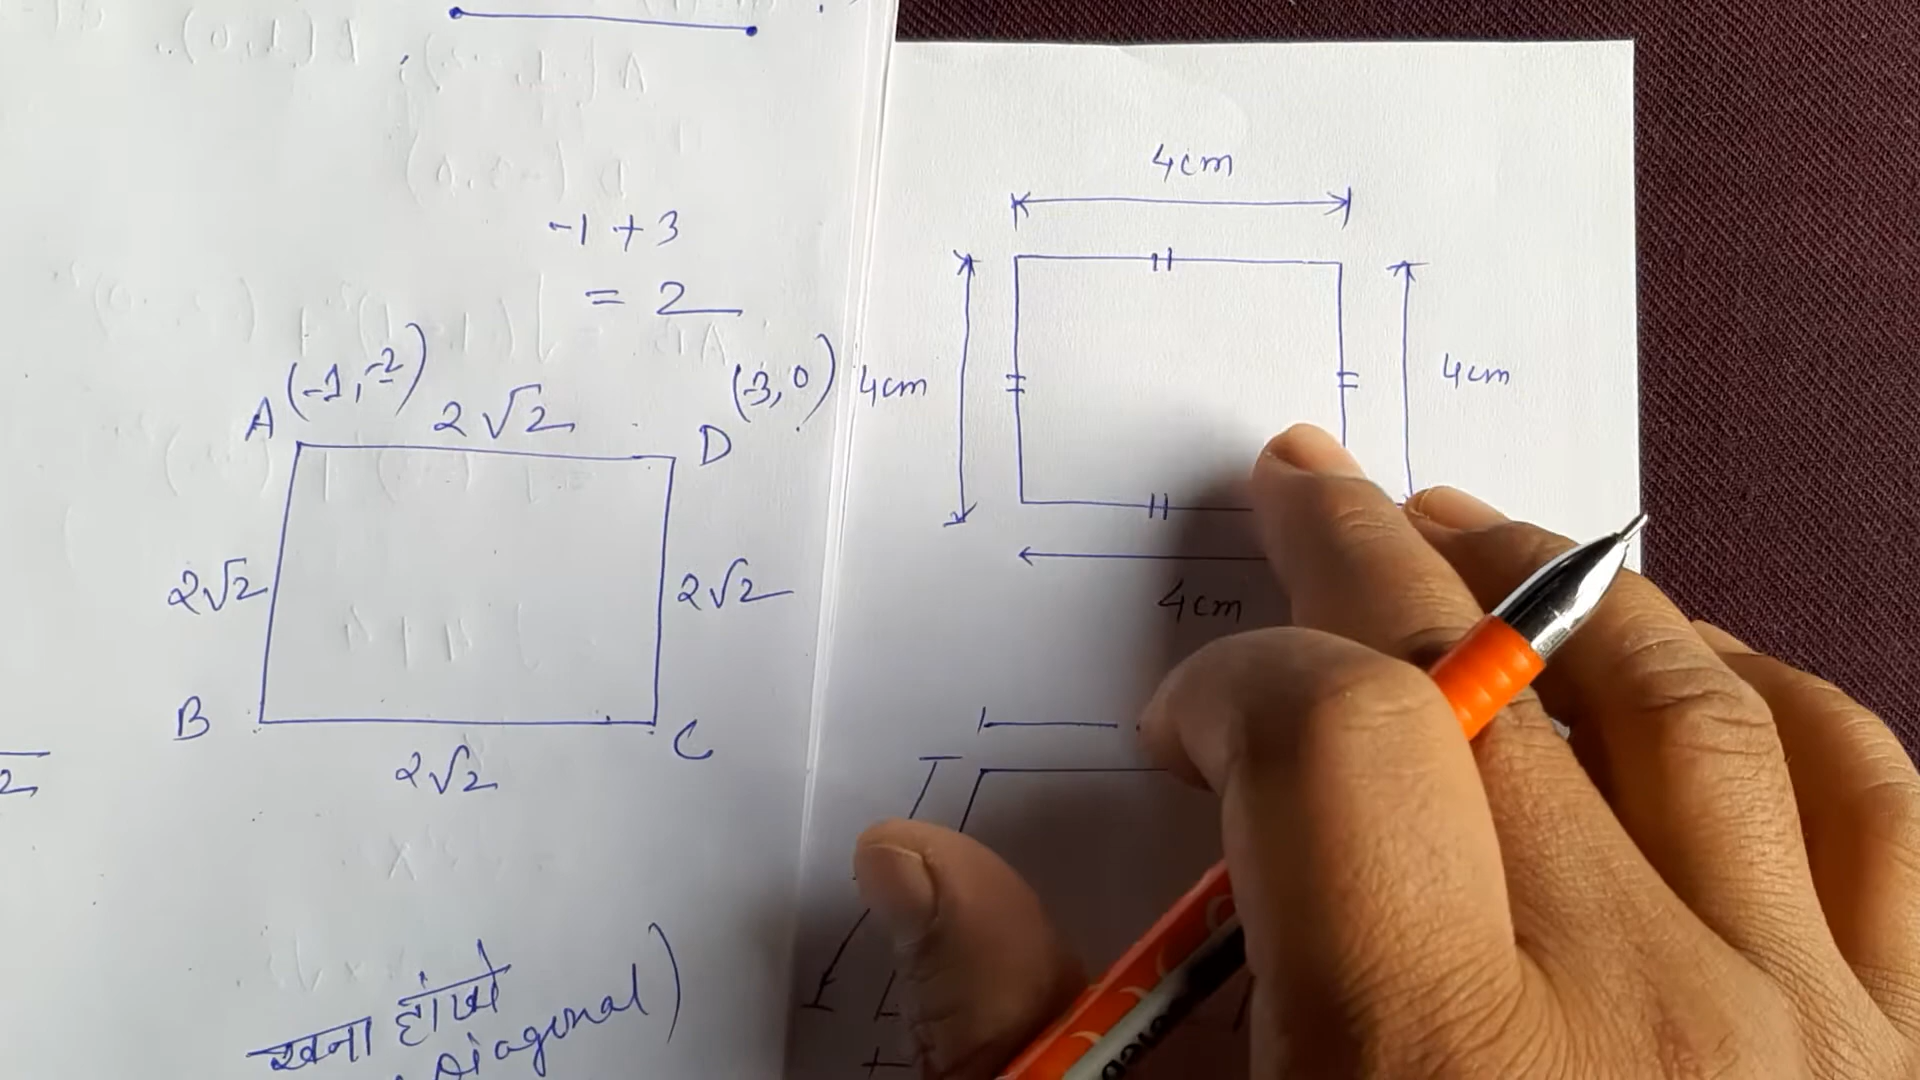 -1 + 3
= 2
A (-1, -2)
2√2
D (-3, 0)
2√2
2√2
B
C
2√2
2
Diagonal)
4cm
4cm
4cm
4cm